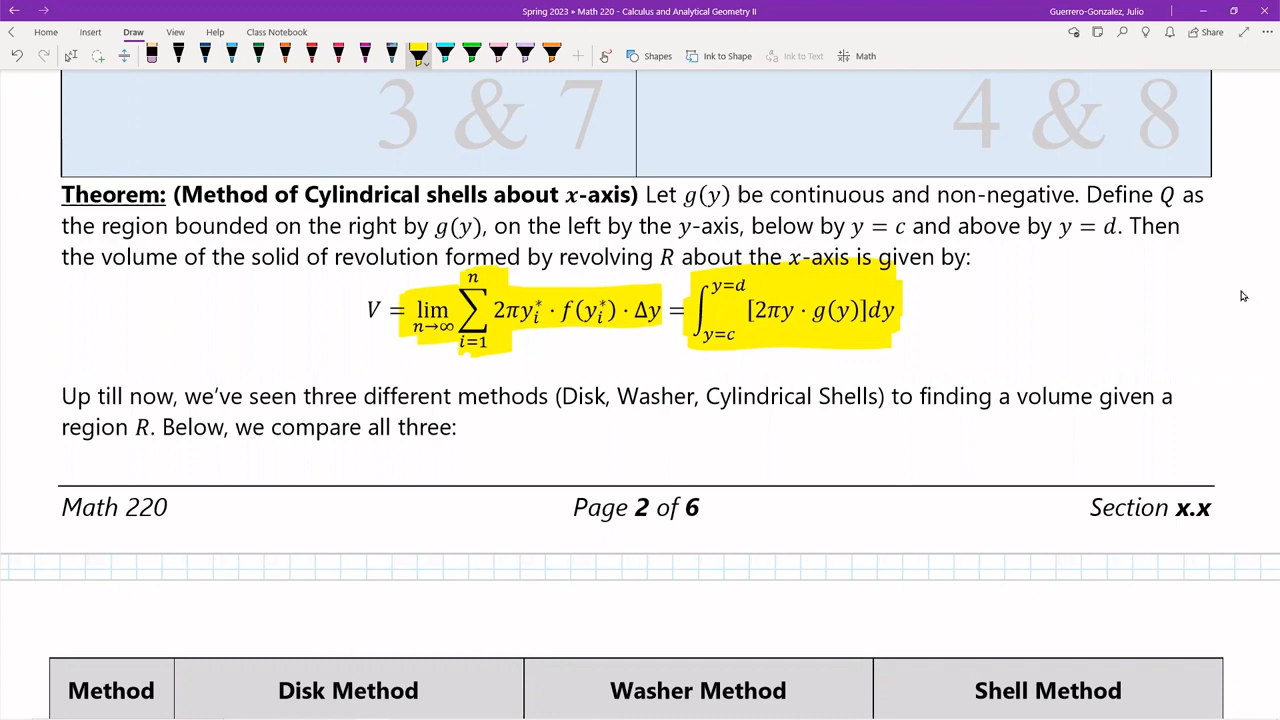 Spring 2023 » Math 220 - Calculus and Analytical Geometry II
Guerrero-Gonzalez, Julio
Home Insert Draw View Help Class Notebook
Share
Shapes Ink to Shape Ink to Text Math
3 & 7 4 & 8
Theorem: (Method of Cylindrical shells about x-axis) Let g(y) be continuous and non-negative. Define Q as
the region bounded on the right by g(y), on the left by the y-axis, below by y = c and above by y = d. Then
the volume of the solid of revolution formed by revolving R about the x-axis is given by:
V = lim_{n→∞} ∑_{i=1}^{n} 2πy_i^* · f(y_i^*) · Δy = ∫_{y=c}^{y=d} [2πy · g(y)]dy
Up till now, we’ve seen three different methods (Disk, Washer, Cylindrical Shells) to finding a volume given a
region R. Below, we compare all three:
Math 220 Page 2 of 6 Section x.x
Method Disk Method Washer Method Shell Method